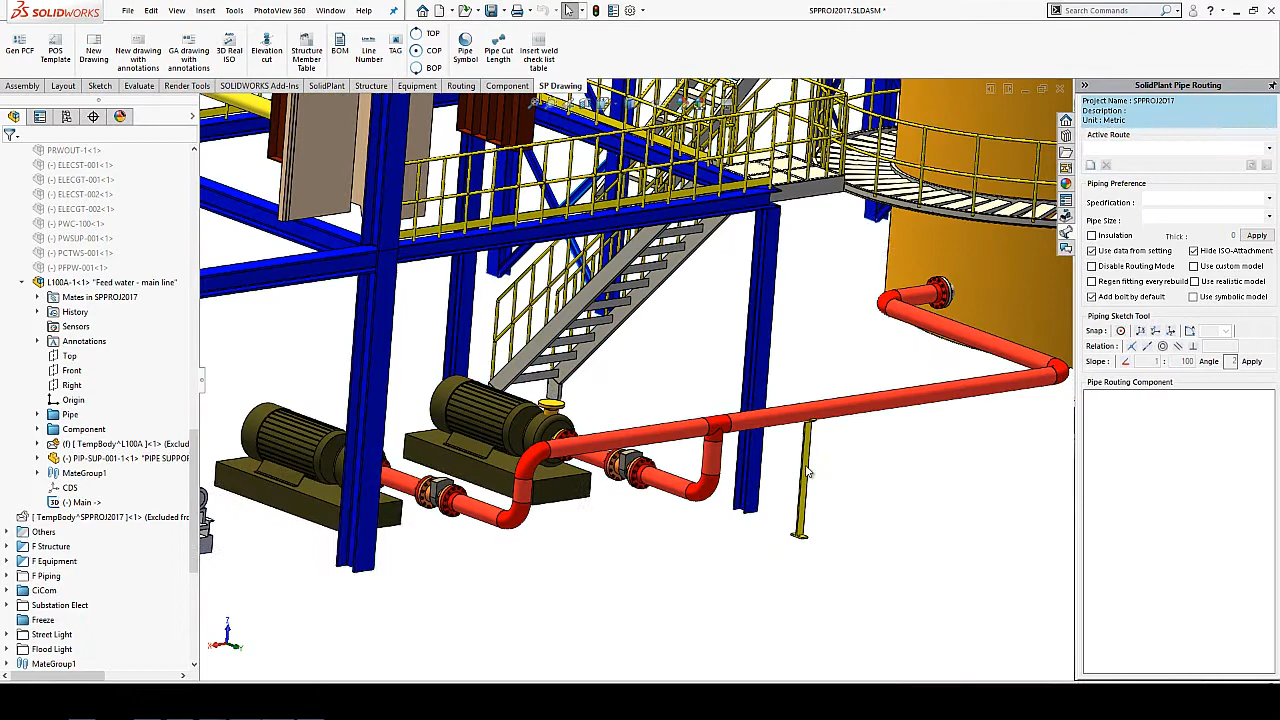 SOLIDWORKS File Edit View Insert Tools PhotoView 360 Window Help SPPROJ2017.SLDASM * Search Commands ?
Gen PCF POS Template New Drawing New drawing with annotations GA drawing with annotations 3D Real ISO Elevation cut Structure Member Table BOM Line Number TAG TOP COP BOP Pipe Symbol Pipe Cut Length Insert weld check list table
Assembly Layout Sketch Evaluate Render Tools SOLIDWORKS Add-Ins SolidPlant Structure Equipment Routing Component SP Drawing
PRWOUT-1<1>
(-) ELECST-001<1>
(-) ELECGT-001<1>
(-) ELECST-002<1>
(-) ELECGT-002<1>
(-) PWC-100<1>
(-) PWSUP-001<1>
(-) PCTWS-001<1>
(-) PFPW-001<1>
L100A-1<1> "Feed water - main line"
Mates in SPPROJ2017
History
Sensors
Annotations
Top
Front
Right
Origin
Pipe
Component
(f) [ TempBody^L100A ]<1> (Exclud
(-) PIP-SUP-001-1<1> "PIPE SUPPO
MateGroup1
CDS
(-) Main ->
[ TempBody^SPPROJ2017 ]<1> (Excluded fro
Others
F Structure
F Equipment
F Piping
CiCom
Substation Elect
Freeze
Street Light
Flood Light
MateGroup1
Z
X
Y
SolidPlant Pipe Routing
Project Name : SPPROJ2017
Description :
Unit : Metric
Active Route
Piping Preference
Specification :
Pipe Size :
Insulation Thick : 0 Apply
Use data from setting Hide ISO-Attachment
Disable Routing Mode Use custom model
Regen fitting every rebuild Use realistic model
Add bolt by default Use symbolic model
Piping Sketch Tool
Snap :
Relation :
Slope : 1 : 100 Angle 2 Apply
Pipe Routing Component